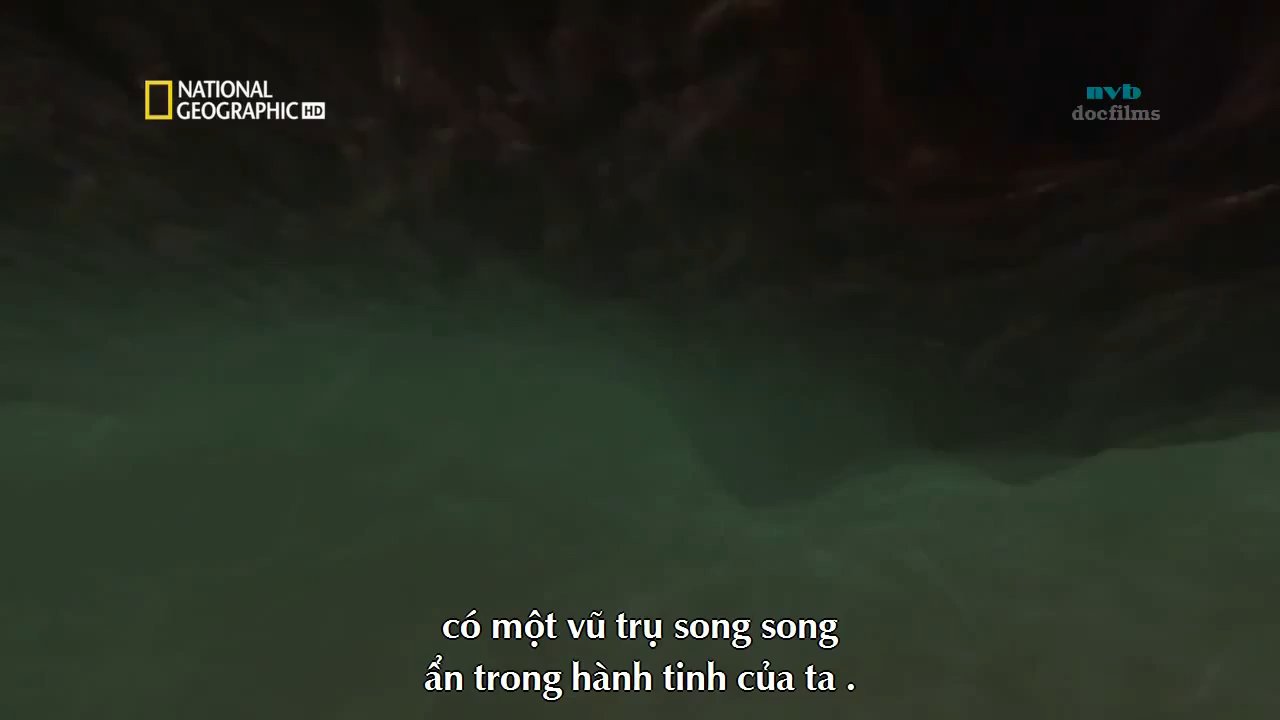 NATIONAL
GEOGRAPHIC HD
nvb
docfilms
có một vũ trụ song song
ẩn trong hành tinh của ta .